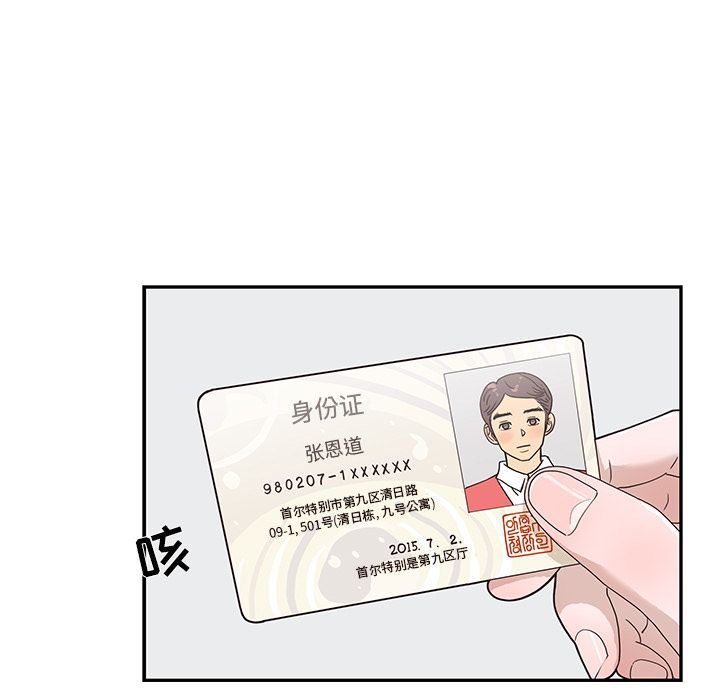 身份证
张恩道
980207-1XXXXXX
首尔特别市第九区清日路
09-1, 501号(清日栋, 九号公寓)
2015. 7. 2.
首尔特别是第九区厅
咳